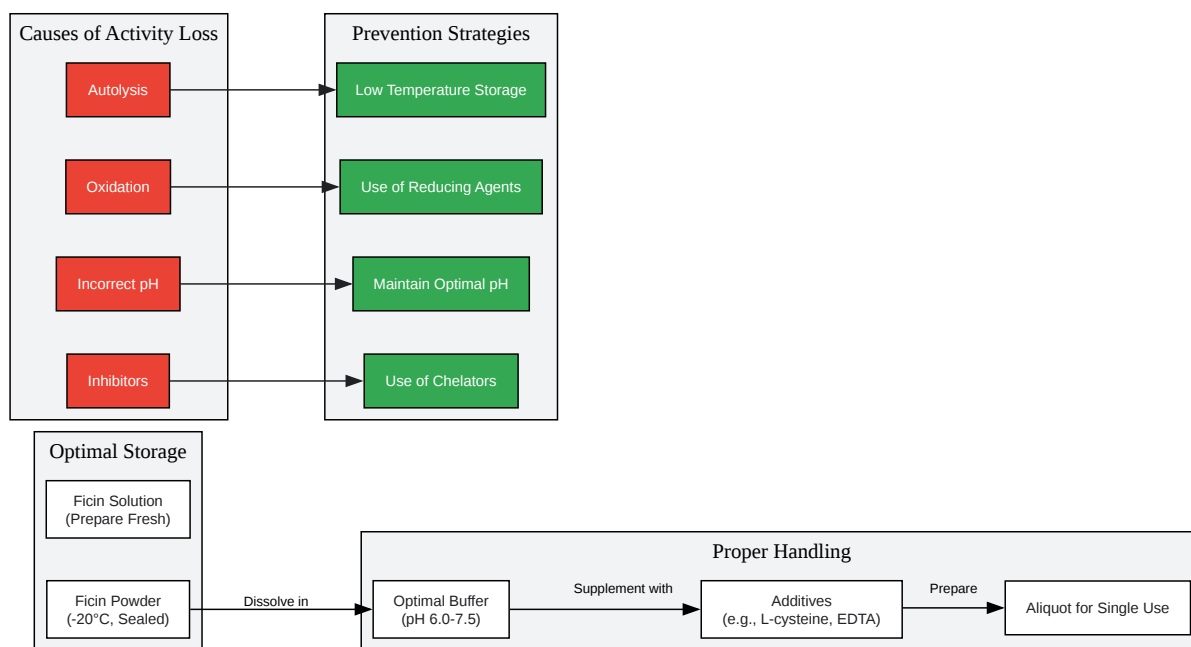 Causes of Activity Loss
Prevention Strategies
Autolysis
Low Temperature Storage
Oxidation
Use of Reducing Agents
Incorrect pH
Maintain Optimal pH
Inhibitors
Use of Chelators
Optimal Storage
Ficin Solution
(Prepare Fresh)
Ficin Powder
(-20°C, Sealed)
Dissolve in
Proper Handling
Optimal Buffer
(pH 6.0-7.5)
Supplement with
Additives
(e.g., L-cysteine, EDTA)
Prepare
Aliquot for Single Use